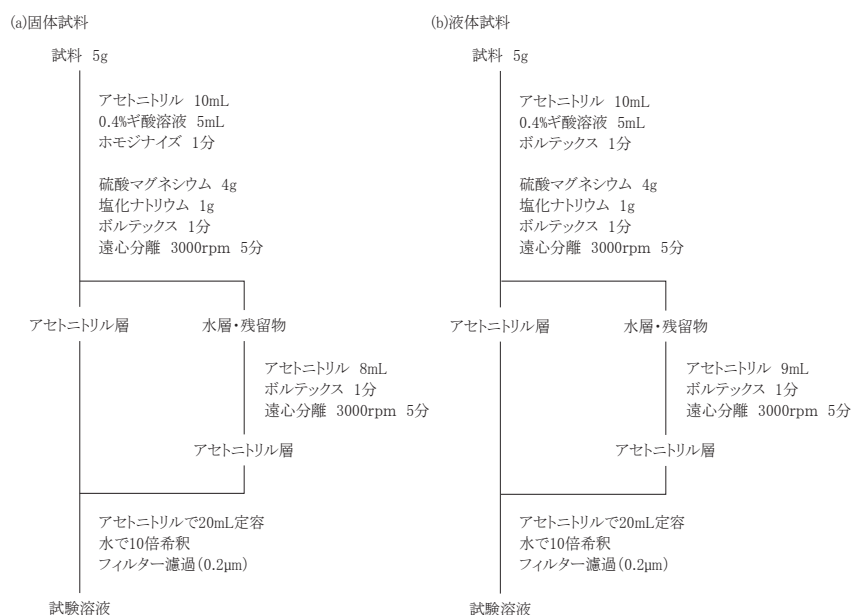 (a)固体試料
試料 5g
アセトニトリル 10mL
0.4%ギ酸溶液 5mL
ホモジナイズ 1分
硫酸マグネシウム 4g
塩化ナトリウム 1g
ボルテックス 1分
遠心分離 3000rpm 5分
アセトニトリル層
水層・残留物
アセトニトリル 8mL
ボルテックス 1分
遠心分離 3000rpm 5分
アセトニトリル層
アセトニトリルで20mL定容
水で10倍希釈
フィルター濾過(0.2μm)
試験溶液
(b)液体試料
試料 5g
アセトニトリル 10mL
0.4%ギ酸溶液 5mL
ボルテックス 1分
硫酸マグネシウム 4g
塩化ナトリウム 1g
ボルテックス 1分
遠心分離 3000rpm 5分
アセトニトリル層
水層・残留物
アセトニトリル 9mL
ボルテックス 1分
遠心分離 3000rpm 5分
アセトニトリル層
アセトニトリルで20mL定容
水で10倍希釈
フィルター濾過(0.2μm)
試験溶液